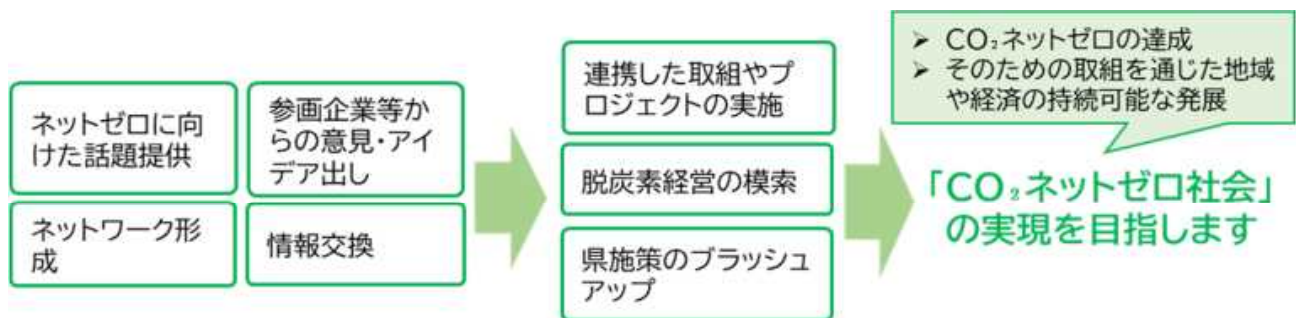 ネットゼロに向
けた話題提供
参画企業等か
らの意見・アイ
デア出し
ネットワーク形
成
情報交換
連携した取組やプ
ロジェクトの実施
脱炭素経営の模索
県施策のブラッシュ
アップ
➢ CO₂ネットゼロの達成
➢ そのための取組を通じた地域
や経済の持続可能な発展
「CO₂ネットゼロ社会」
の実現を目指します